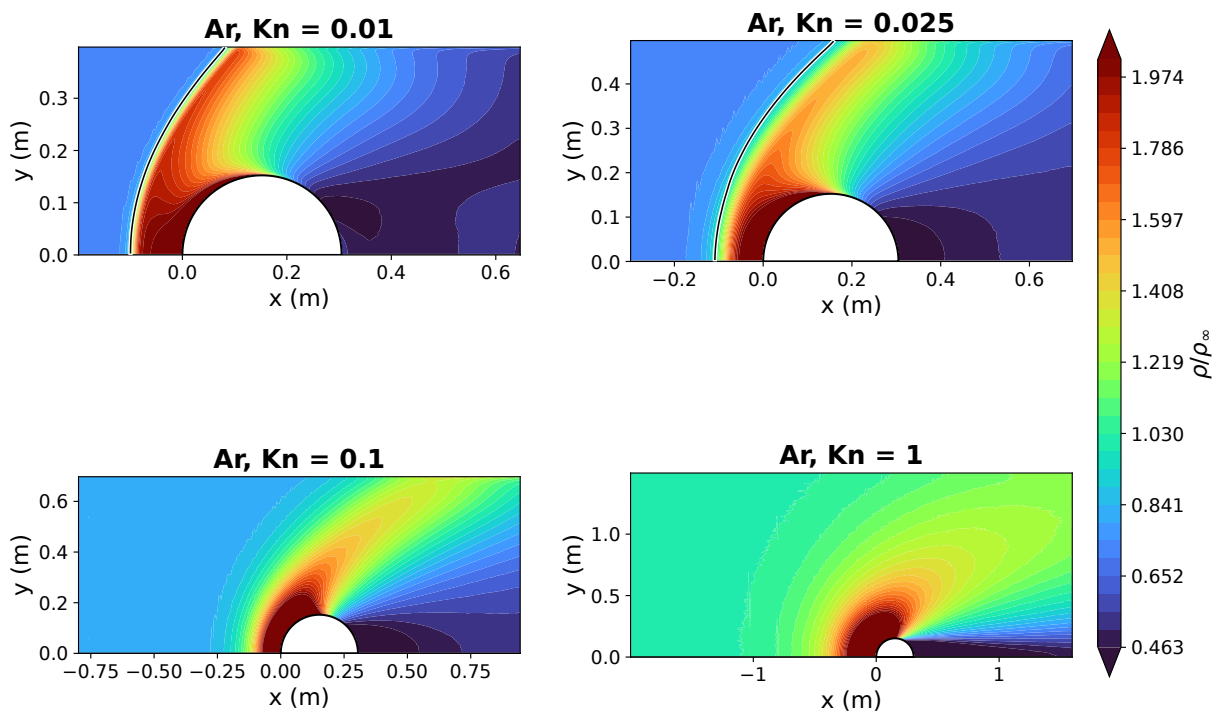 Ar, Kn = 0.01
0.3
0.2
0.1
0.0
y (m)
0.0 0.2 0.4 0.6
x (m)
Ar, Kn = 0.025
0.4
0.3
0.2
0.1
0.0
y (m)
−0.2 0.0 0.2 0.4 0.6
x (m)
Ar, Kn = 0.1
0.6
0.4
0.2
0.0
y (m)
−0.75 −0.50 −0.25 0.00 0.25 0.50 0.75
x (m)
Ar, Kn = 1
1.0
0.5
0.0
y (m)
−1 0 1
x (m)
1.974
1.786
1.597
1.408
1.219
1.030
0.841
0.652
0.463
ρ/ρ∞